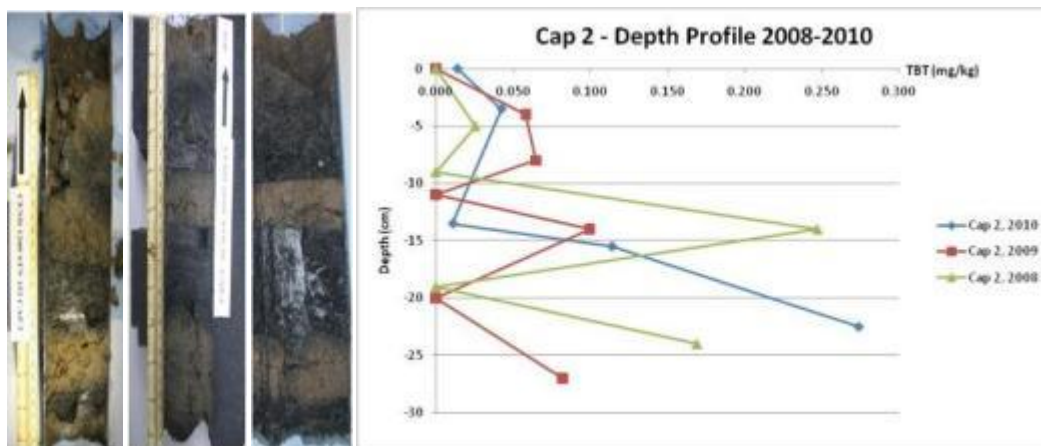 Cap 2 - Depth Profile 2008-2010
TBT (mg/kg)
0.000 0.050 0.100 0.150 0.200 0.250 0.300
0
-5
-10
-15
-20
-25
-30
Depth (cm)
Cap 2, 2010
Cap 2, 2009
Cap 2, 2008